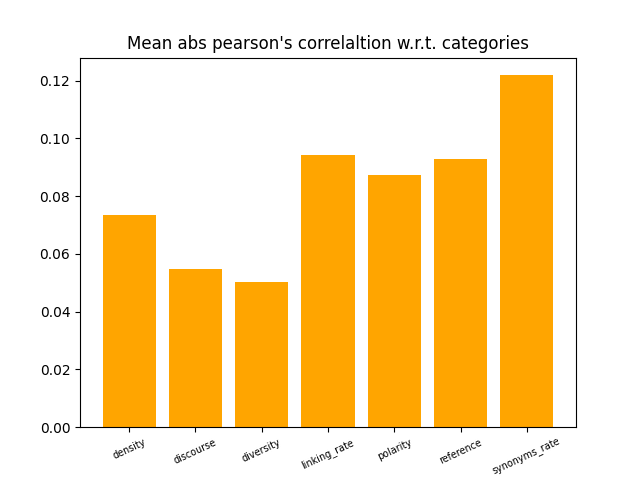 Mean abs pearson's correlaltion w.r.t. categories
0.12
0.10
0.08
0.06
0.04
0.02
0.00
density
discourse
diversity
linking_rate
polarity
reference
synonyms_rate